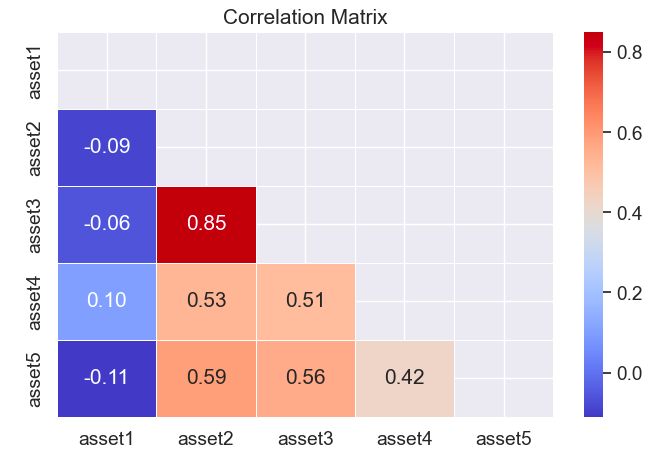 Correlation Matrix
asset1
asset2 -0.09
asset3 -0.06 0.85
asset4 0.10 0.53 0.51
asset5 -0.11 0.59 0.56 0.42
asset1 asset2 asset3 asset4 asset5
0.8
0.6
0.4
0.2
0.0